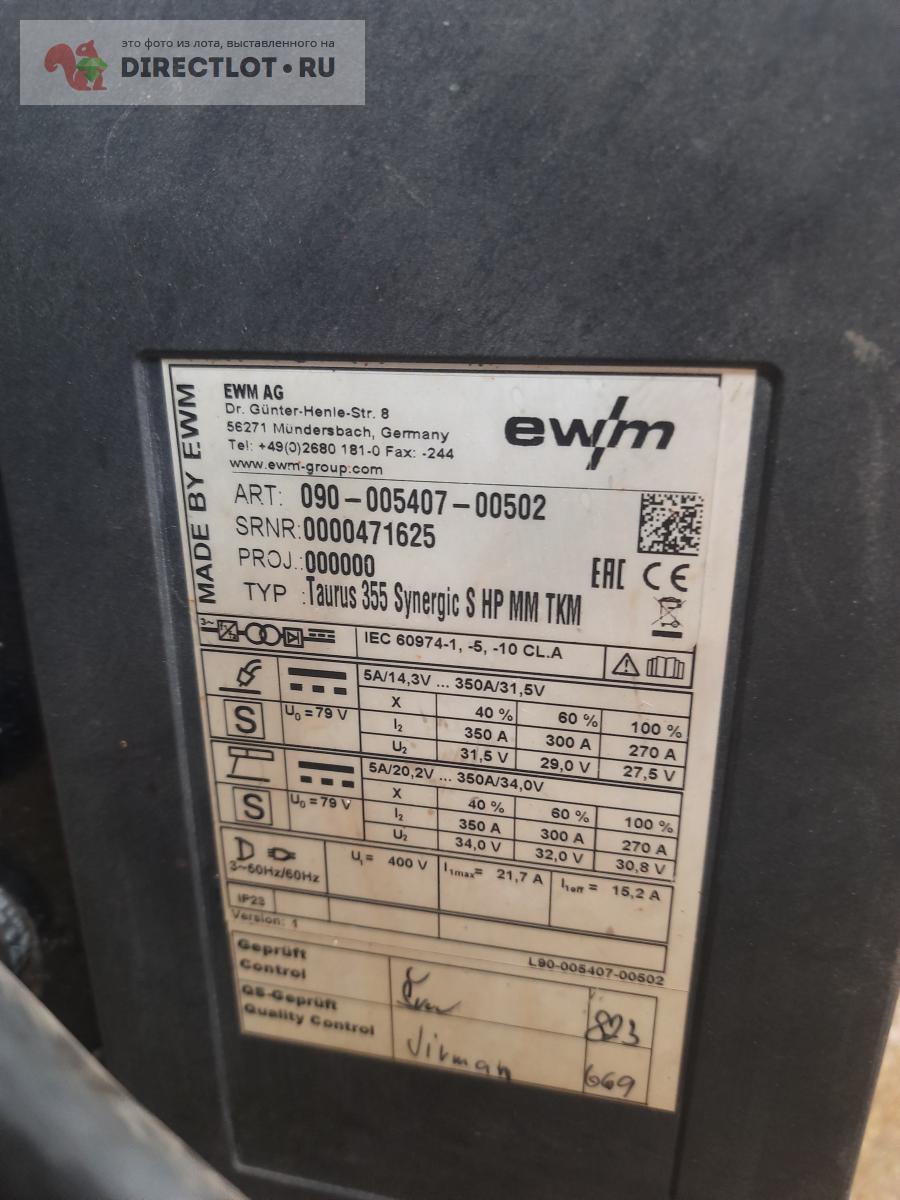 это фото из лота, выставленного на
DIRECTLOT•RU
MADE BY EWM
EWM AG
Dr. Günter-Henle-Str. 8
56271 Mündersbach, Germany
Tel: +49(0)2680 181-0 Fax: -244
www.ewm-group.com
ewm
ART: 090-005407-00502
SRNR:0000471625
PROJ.:000000
EAC CE
TYP :Taurus 355 Synergic S HP MM TKM
3~
IEC 60974-1, -5, -10 CL.A
5A/14,3V ... 350A/31,5V
S U₀=79 V
X 40 % 60 % 100 %
I₂ 350 A 300 A 270 A
U₂ 31,5 V 29,0 V 27,5 V
5A/20,2V ... 350A/34,0V
S U₀=79 V
X 40 % 60 % 100 %
I₂ 350 A 300 A 270 A
U₂ 34,0 V 32,0 V 30,8 V
3~50Hz/60Hz
U₁= 400 V I₁max= 21,7 A I₁eff = 15,2 A
IP23
Version: 1
L90-005407-00502
Geprüft
Control
823
QS-Geprüft
Quality Control
669